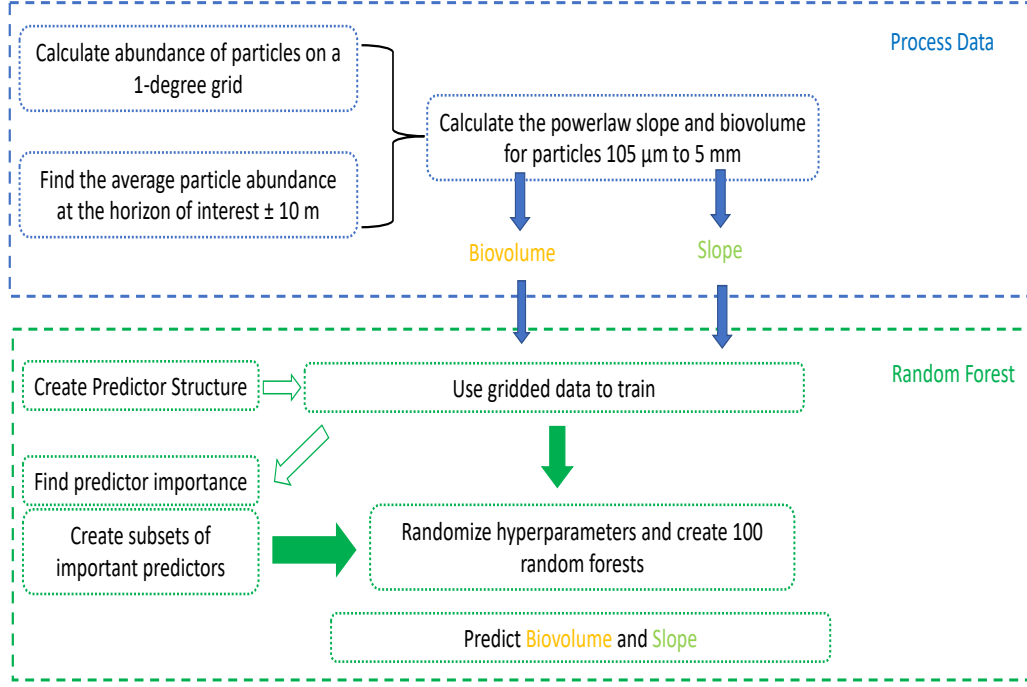 Process Data
Calculate abundance of particles on a
1-degree grid
Find the average particle abundance
at the horizon of interest ± 10 m
Calculate the powerlaw slope and biovolume
for particles 105 µm to 5 mm
Biovolume
Slope
Random Forest
Create Predictor Structure
Use gridded data to train
Find predictor importance
Create subsets of
important predictors
Randomize hyperparameters and create 100
random forests
Predict Biovolume and Slope